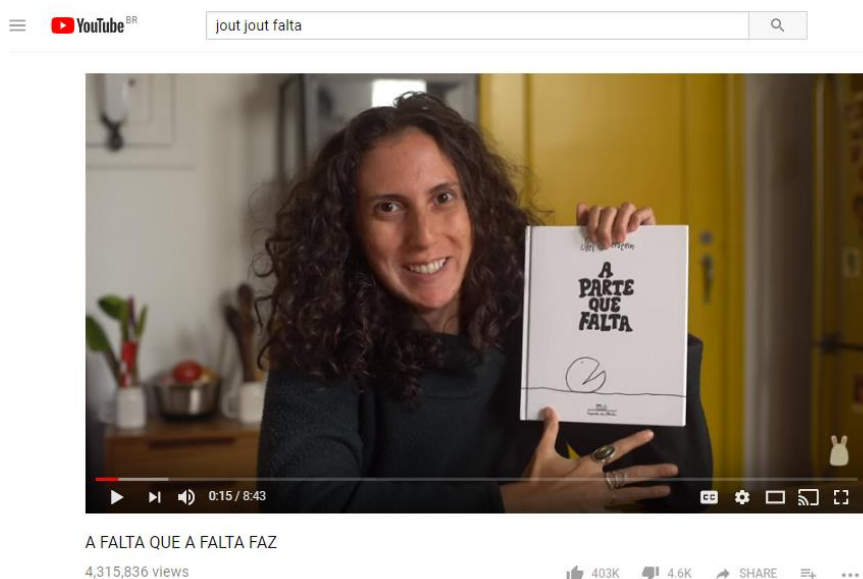 YouTube BR
jout jout falta
A
PARTE
QUE
FALTA
0:15 / 8:43
CC
A FALTA QUE A FALTA FAZ
4,315,836 views
403K 4.6K SHARE